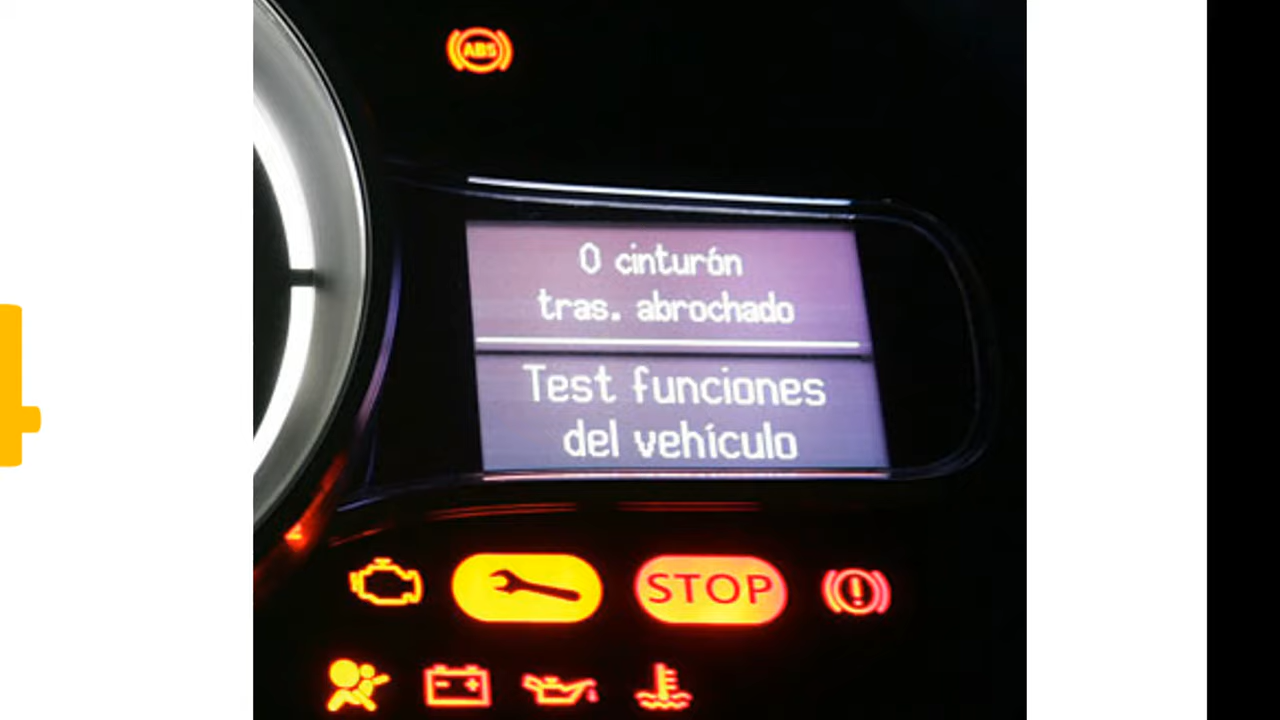 ABS
0 cinturón
tras. abrochado
Test funciones
del vehículo
STOP